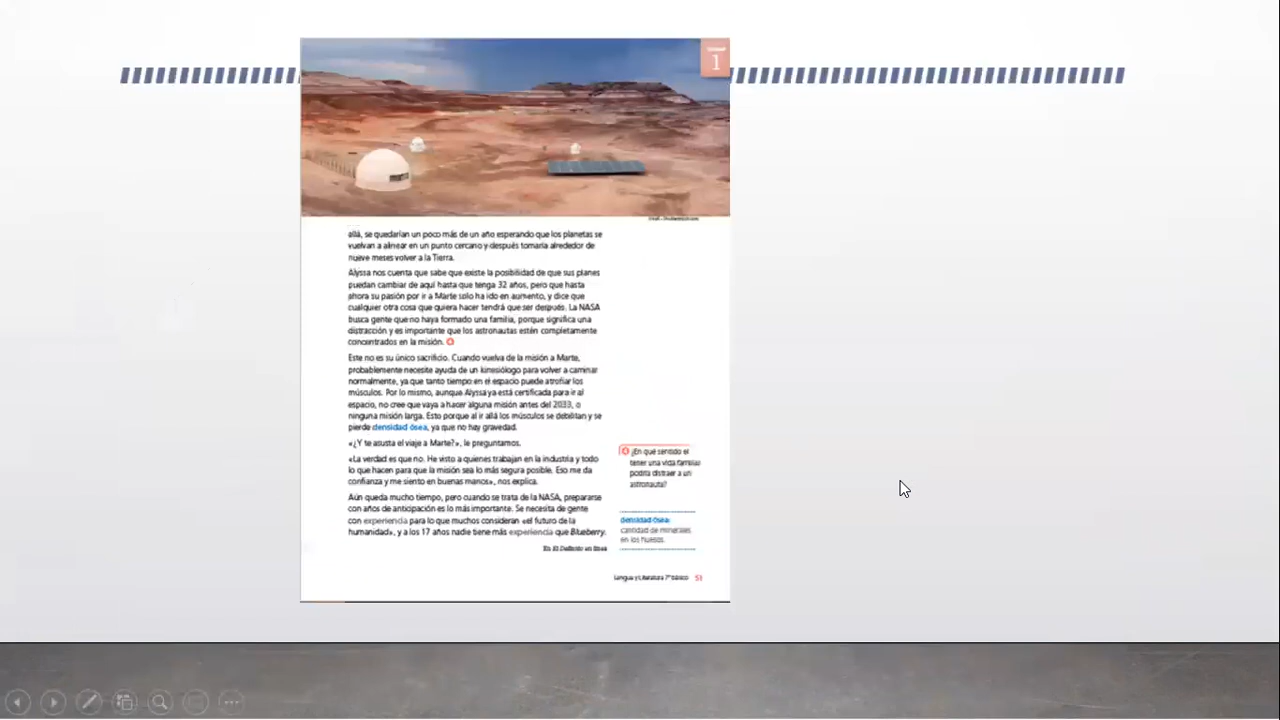 1
allá, se quedarían un poco más de un año esperando que los planetas se
vuelvan a alinear en un punto cercano y después tomaría alrededor de
nueve meses volver a la Tierra.
Alyssa nos cuenta que sabe que existe la posibilidad de que sus planes
puedan cambiar de aquí hasta que tenga 32 años, pero que hasta
ahora su pasión por ir a Marte solo ha ido en aumento, y dice que
cualquier otra cosa que quiera hacer tendrá que ser después. La NASA
busca gente que no haya formado una familia, porque significa una
distracción y es importante que los astronautas estén completamente
concentrados en la misión.
Este no es su único sacrificio. Cuando vuelva de la misión a Marte,
probablemente necesite ayuda de un kinesiólogo para volver a caminar
normalmente, ya que tanto tiempo en el espacio puede atrofiar los
músculos. Por lo mismo, aunque Alyssa ya está certificada para ir al
espacio, no cree que vaya a hacer alguna misión antes del 2033, o
ninguna misión larga. Esto porque al ir allá los músculos se debilitan y se
pierde densidad ósea, ya que no hay gravedad.
«¿Y te asusta el viaje a Marte?», le preguntamos.
«La verdad es que no. He visto a quienes trabajan en la industria y todo
lo que hacen para que la misión sea lo más segura posible. Eso me da
confianza y me siento en buenas manos», nos explica.
Aún queda mucho tiempo, pero cuando se trata de la NASA, prepararse
con años de anticipación es lo más importante. Se necesita de gente
con experiencia para lo que muchos consideran «el futuro de la
humanidad», y a los 17 años nadie tiene más experiencia que Blueberry.
En El Definido en línea
¿En qué sentido el
tener una vida familiar
podría distraer a un
astronauta?
densidad ósea:
cantidad de minerales
en los huesos.
Lengua y Literatura 7° básico 53